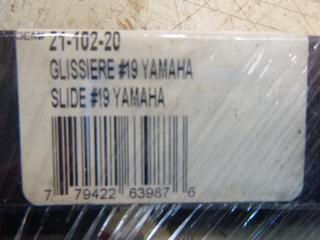 21-102-20
GLISSIERE #19 YAMAHA
SLIDE #19 YAMAHA
7 79422 63987 6